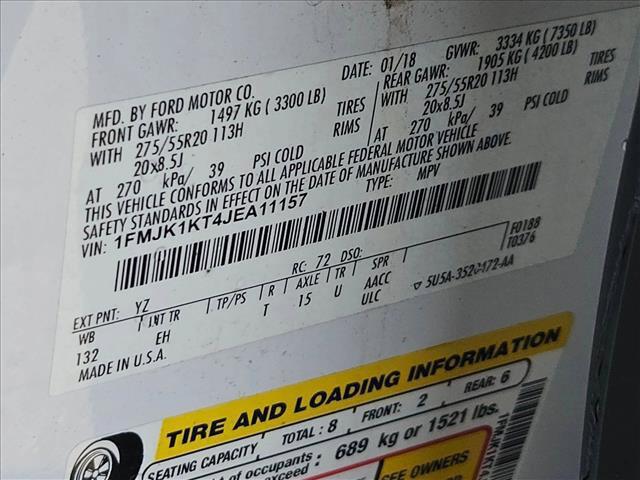 MFD. BY FORD MOTOR CO. DATE: 01/18 GVWR: 3334 KG ( 7350 LB)
FRONT GAWR: 1497 KG ( 3300 LB) REAR GAWR: 1905 KG ( 4200 LB)
WITH 275/55R20 113H TIRES WITH 275/55R20 113H TIRES
20x8.5J RIMS 20x8.5J RIMS
AT 270 kPa/ 39 PSI COLD AT 270 kPa/ 39 PSI COLD
THIS VEHICLE CONFORMS TO ALL APPLICABLE FEDERAL MOTOR VEHICLE
SAFETY STANDARDS IN EFFECT ON THE DATE OF MANUFACTURE SHOWN ABOVE.
VIN: 1FMJK1KT4JEA11157 TYPE: MPV
F0188
T0376
EXT PNT: YZ RC: 72 DSO:
WB INT TR TP/PS R AXLE TR SPR
132 EH T 15 U AACC
ULC
MADE IN U.S.A.
TIRE AND LOADING INFORMATION
SEATING CAPACITY TOTAL: 8 FRONT: 2 REAR: 6
of occupants : 689 kg or 1521 lbs.
TIRE
SEE OWNERS